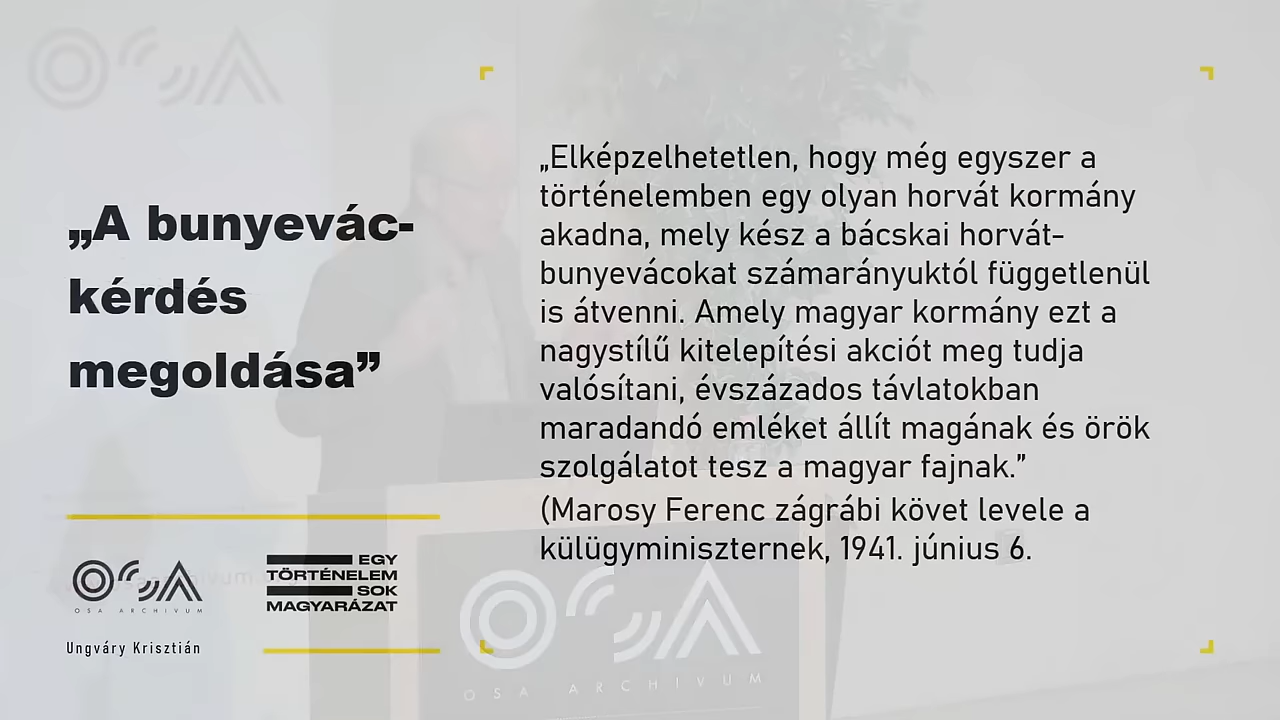 „A bunyevác-
kérdés
megoldása”
„Elképzelhetetlen, hogy még egyszer a
történelemben egy olyan horvát kormány
akadna, mely kész a bácskai horvát-
bunyevácokat számarányuktól függetlenül
is átvenni. Amely magyar kormány ezt a
nagystílű kitelepítési akciót meg tudja
valósítani, évszázados távlatokban
maradandó emléket állít magának és örök
szolgálatot tesz a magyar fajnak.”
(Marosy Ferenc zágrábi követ levele a
külügyminiszternek, 1941. június 6.
OSA
OSA ARCHIVUM
EGY
TÖRTÉNELEM
SOK
MAGYARÁZAT
Ungváry Krisztián
OSA
OSA ARCHIVUM
OSA